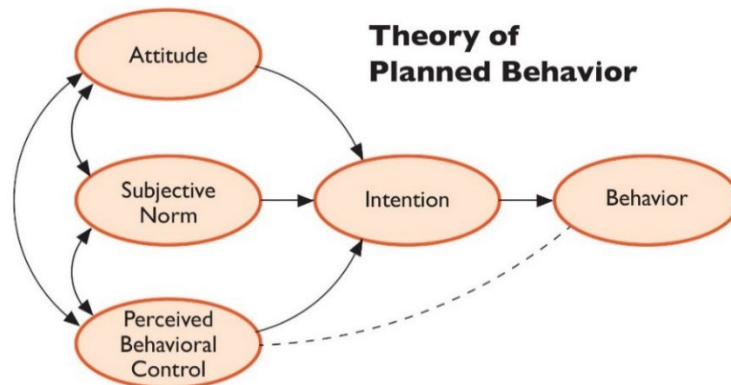 Theory of
Planned Behavior
Attitude
Subjective
Norm
Intention
Behavior
Perceived
Behavioral
Control